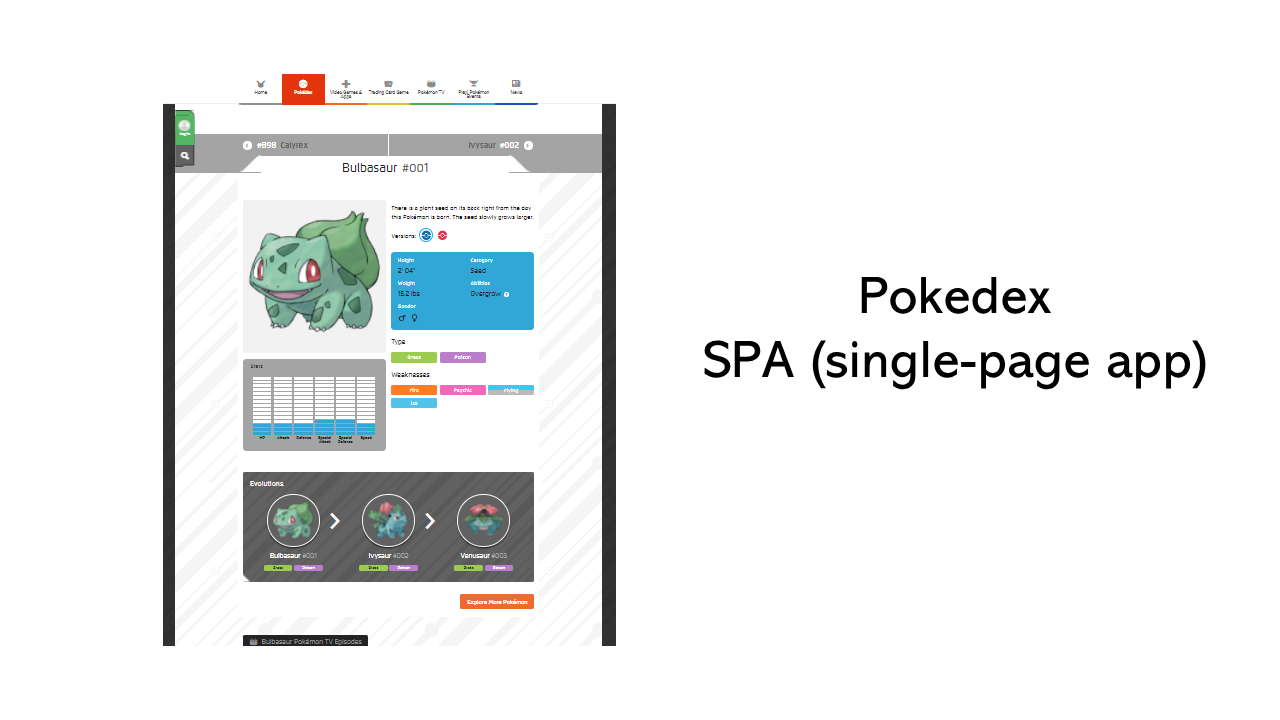 Home
Pokédex
Video Games & Apps
Trading Card Game
Pokémon TV
Play! Pokémon Events
News
Log In
#898 Calyrex
Ivysaur #002
Bulbasaur #001
There is a plant seed on its back right from the day
this Pokémon is born. The seed slowly grows larger.
Versions:
Height
2' 04"
Category
Seed
Weight
15.2 lbs
Abilities
Overgrow
Gender
Type
Grass
Poison
Weaknesses
Fire
Psychic
Flying
Ice
Stats
HP
Attack
Defense
Special Attack
Special Defense
Speed
Evolutions
Bulbasaur #001
Grass
Poison
Ivysaur #002
Grass
Poison
Venusaur #003
Grass
Poison
Explore More Pokémon
Bulbasaur Pokémon TV Episodes
Pokedex
SPA (single-page app)